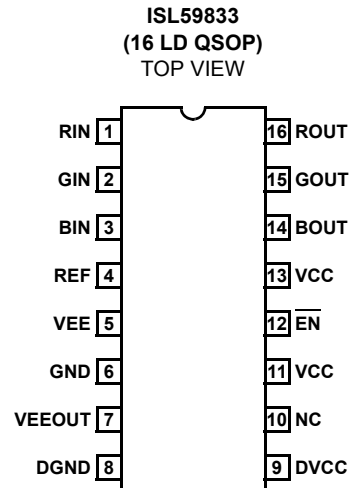 ISL59833
(16 LD QSOP)
TOP VIEW
RIN 1 16 ROUT
GIN 2 15 GOUT
BIN 3 14 BOUT
REF 4 13 VCC
VEE 5 12 EN
GND 6 11 VCC
VEEOUT 7 10 NC
DGND 8 9 DVCC